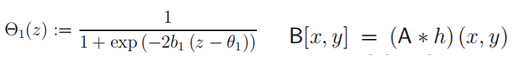 Θ₁(z) := 1 / (1 + exp (−2b₁ (z − θ₁)))
B[x, y] = (A ∗ h) (x, y)